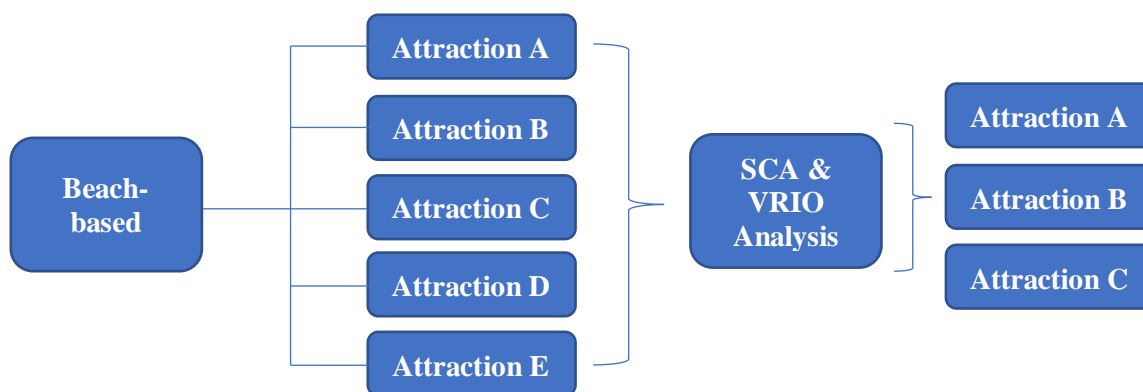 Beach-
based
Attraction A
Attraction B
Attraction C
Attraction D
Attraction E
SCA &
VRIO
Analysis
Attraction A
Attraction B
Attraction C